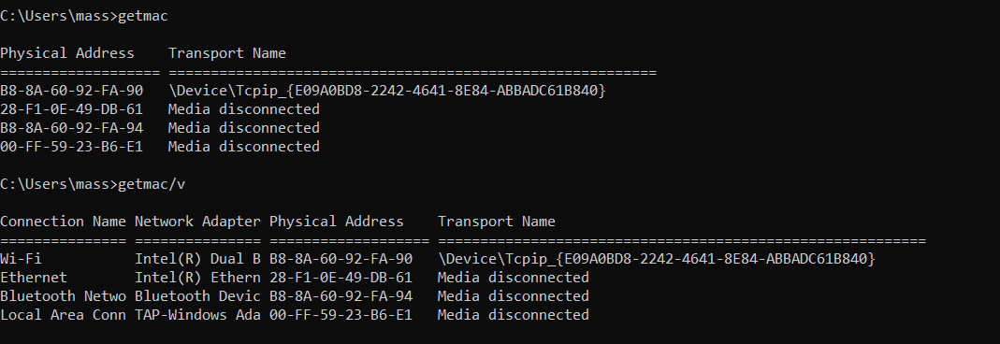 C:\Users\mass>getmac
Physical Address    Transport Name
=================== ==========================================================
B8-8A-60-92-FA-90   \Device\Tcpip_{E09A0BD8-2242-4641-8E84-ABBADC61B840}
28-F1-0E-49-DB-61   Media disconnected
B8-8A-60-92-FA-94   Media disconnected
00-FF-59-23-B6-E1   Media disconnected
C:\Users\mass>getmac/v
Connection Name Network Adapter Physical Address    Transport Name
=============== =============== =================== ==========================================================
Wi-Fi           Intel(R) Dual B B8-8A-60-92-FA-90   \Device\Tcpip_{E09A0BD8-2242-4641-8E84-ABBADC61B840}
Ethernet        Intel(R) Ethern 28-F1-0E-49-DB-61   Media disconnected
Bluetooth Netwo Bluetooth Devic B8-8A-60-92-FA-94   Media disconnected
Local Area Conn TAP-Windows Ada 00-FF-59-23-B6-E1   Media disconnected